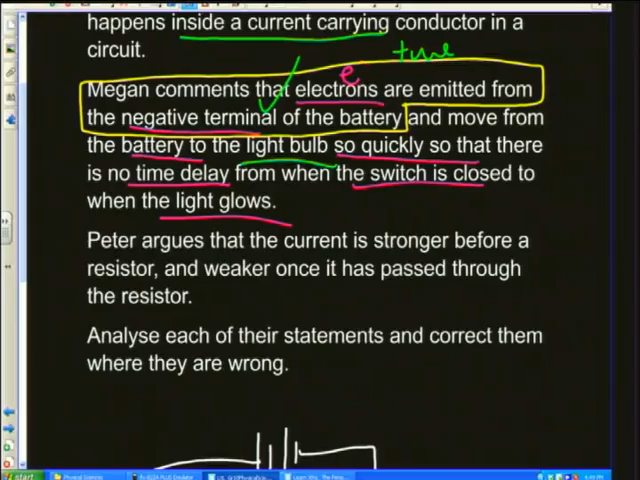 happens inside a current carrying conductor in a
circuit.
true
e
Megan comments that electrons are emitted from
the negative terminal of the battery and move from
the battery to the light bulb so quickly so that there
is no time delay from when the switch is closed to
when the light glows.
Peter argues that the current is stronger before a
resistor, and weaker once it has passed through
the resistor.
Analyse each of their statements and correct them
where they are wrong.
start
Physical Sciences